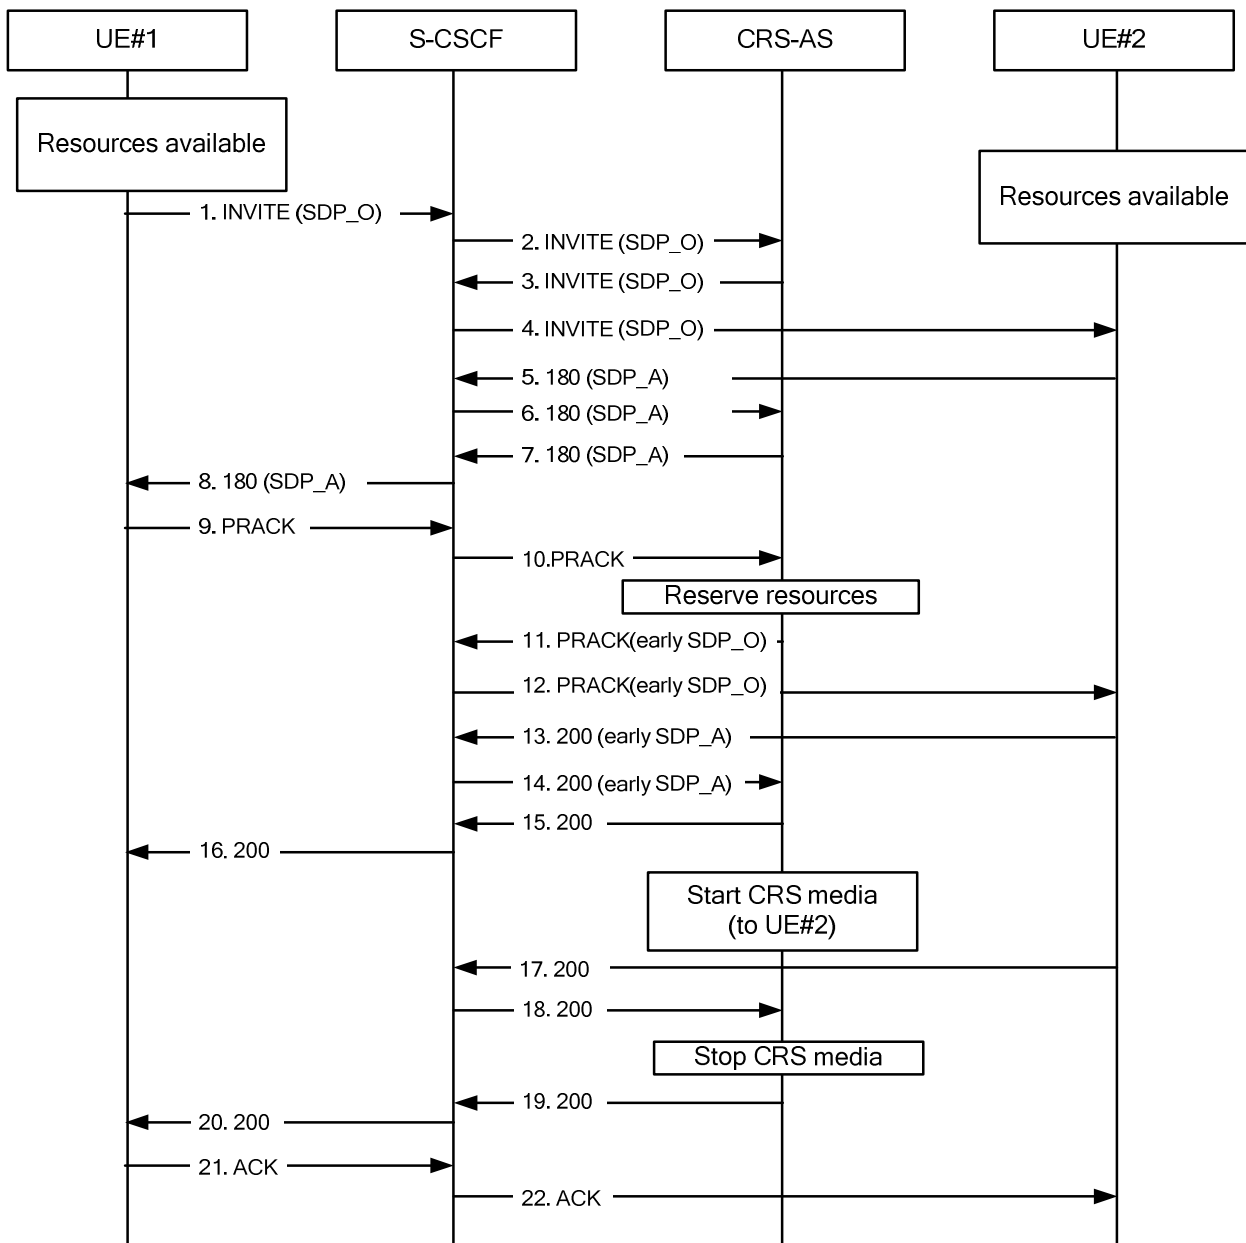 UE#1
S-CSCF
CRS-AS
UE#2
Resources available
Resources available
1. INVITE (SDP_O)
2. INVITE (SDP_O)
3. INVITE (SDP_O)
4. INVITE (SDP_O)
5. 180 (SDP_A)
6. 180 (SDP_A)
7. 180 (SDP_A)
8. 180 (SDP_A)
9. PRACK
10.PRACK
Reserve resources
11. PRACK(early SDP_O)
12. PRACK(early SDP_O)
13. 200 (early SDP_A)
14. 200 (early SDP_A)
15. 200
16. 200
Start CRS media
(to UE#2)
17. 200
18. 200
Stop CRS media
19. 200
20. 200
21. ACK
22. ACK